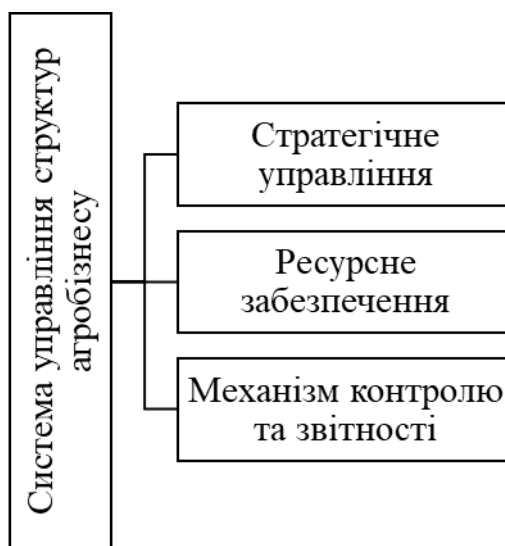 Система управління структур
агробізнесу
Стратегічне
управління
Ресурсне
забезпечення
Механізм контролю
та звітності